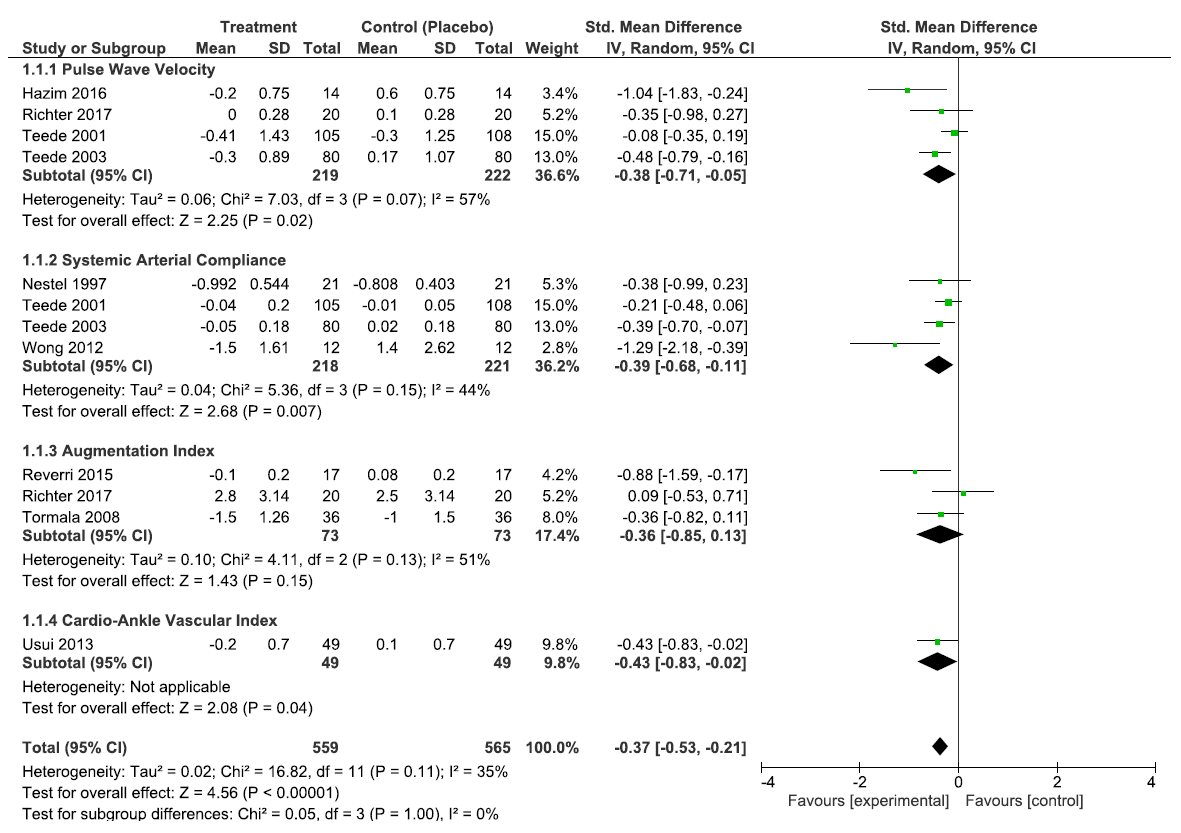 Treatment Control (Placebo) Std. Mean Difference Std. Mean Difference
Study or Subgroup Mean SD Total Mean SD Total Weight IV, Random, 95% CI IV, Random, 95% CI
1.1.1 Pulse Wave Velocity
Hazim 2016 -0.2 0.75 14 0.6 0.75 14 3.4% -1.04 [-1.83, -0.24]
Richter 2017 0 0.28 20 0.1 0.28 20 5.2% -0.35 [-0.98, 0.27]
Teede 2001 -0.41 1.43 105 -0.3 1.25 108 15.0% -0.08 [-0.35, 0.19]
Teede 2003 -0.3 0.89 80 0.17 1.07 80 13.0% -0.48 [-0.79, -0.16]
Subtotal (95% CI) 219 222 36.6% -0.38 [-0.71, -0.05]
Heterogeneity: Tau² = 0.06; Chi² = 7.03, df = 3 (P = 0.07); I² = 57%
Test for overall effect: Z = 2.25 (P = 0.02)
1.1.2 Systemic Arterial Compliance
Nestel 1997 -0.992 0.544 21 -0.808 0.403 21 5.3% -0.38 [-0.99, 0.23]
Teede 2001 -0.04 0.2 105 -0.01 0.05 108 15.0% -0.21 [-0.48, 0.06]
Teede 2003 -0.05 0.18 80 0.02 0.18 80 13.0% -0.39 [-0.70, -0.07]
Wong 2012 -1.5 1.61 12 1.4 2.62 12 2.8% -1.29 [-2.18, -0.39]
Subtotal (95% CI) 218 221 36.2% -0.39 [-0.68, -0.11]
Heterogeneity: Tau² = 0.04; Chi² = 5.36, df = 3 (P = 0.15); I² = 44%
Test for overall effect: Z = 2.68 (P = 0.007)
1.1.3 Augmentation Index
Reverri 2015 -0.1 0.2 17 0.08 0.2 17 4.2% -0.88 [-1.59, -0.17]
Richter 2017 2.8 3.14 20 2.5 3.14 20 5.2% 0.09 [-0.53, 0.71]
Tormala 2008 -1.5 1.26 36 -1 1.5 36 8.0% -0.36 [-0.82, 0.11]
Subtotal (95% CI) 73 73 17.4% -0.36 [-0.85, 0.13]
Heterogeneity: Tau² = 0.10; Chi² = 4.11, df = 2 (P = 0.13); I² = 51%
Test for overall effect: Z = 1.43 (P = 0.15)
1.1.4 Cardio-Ankle Vascular Index
Usui 2013 -0.2 0.7 49 0.1 0.7 49 9.8% -0.43 [-0.83, -0.02]
Subtotal (95% CI) 49 49 9.8% -0.43 [-0.83, -0.02]
Heterogeneity: Not applicable
Test for overall effect: Z = 2.08 (P = 0.04)
Total (95% CI) 559 565 100.0% -0.37 [-0.53, -0.21]
Heterogeneity: Tau² = 0.02; Chi² = 16.82, df = 11 (P = 0.11); I² = 35%
Test for overall effect: Z = 4.56 (P < 0.00001)
Test for subgroup differences: Chi² = 0.05, df = 3 (P = 1.00), I² = 0%
-4 -2 0 2 4
Favours [experimental] Favours [control]